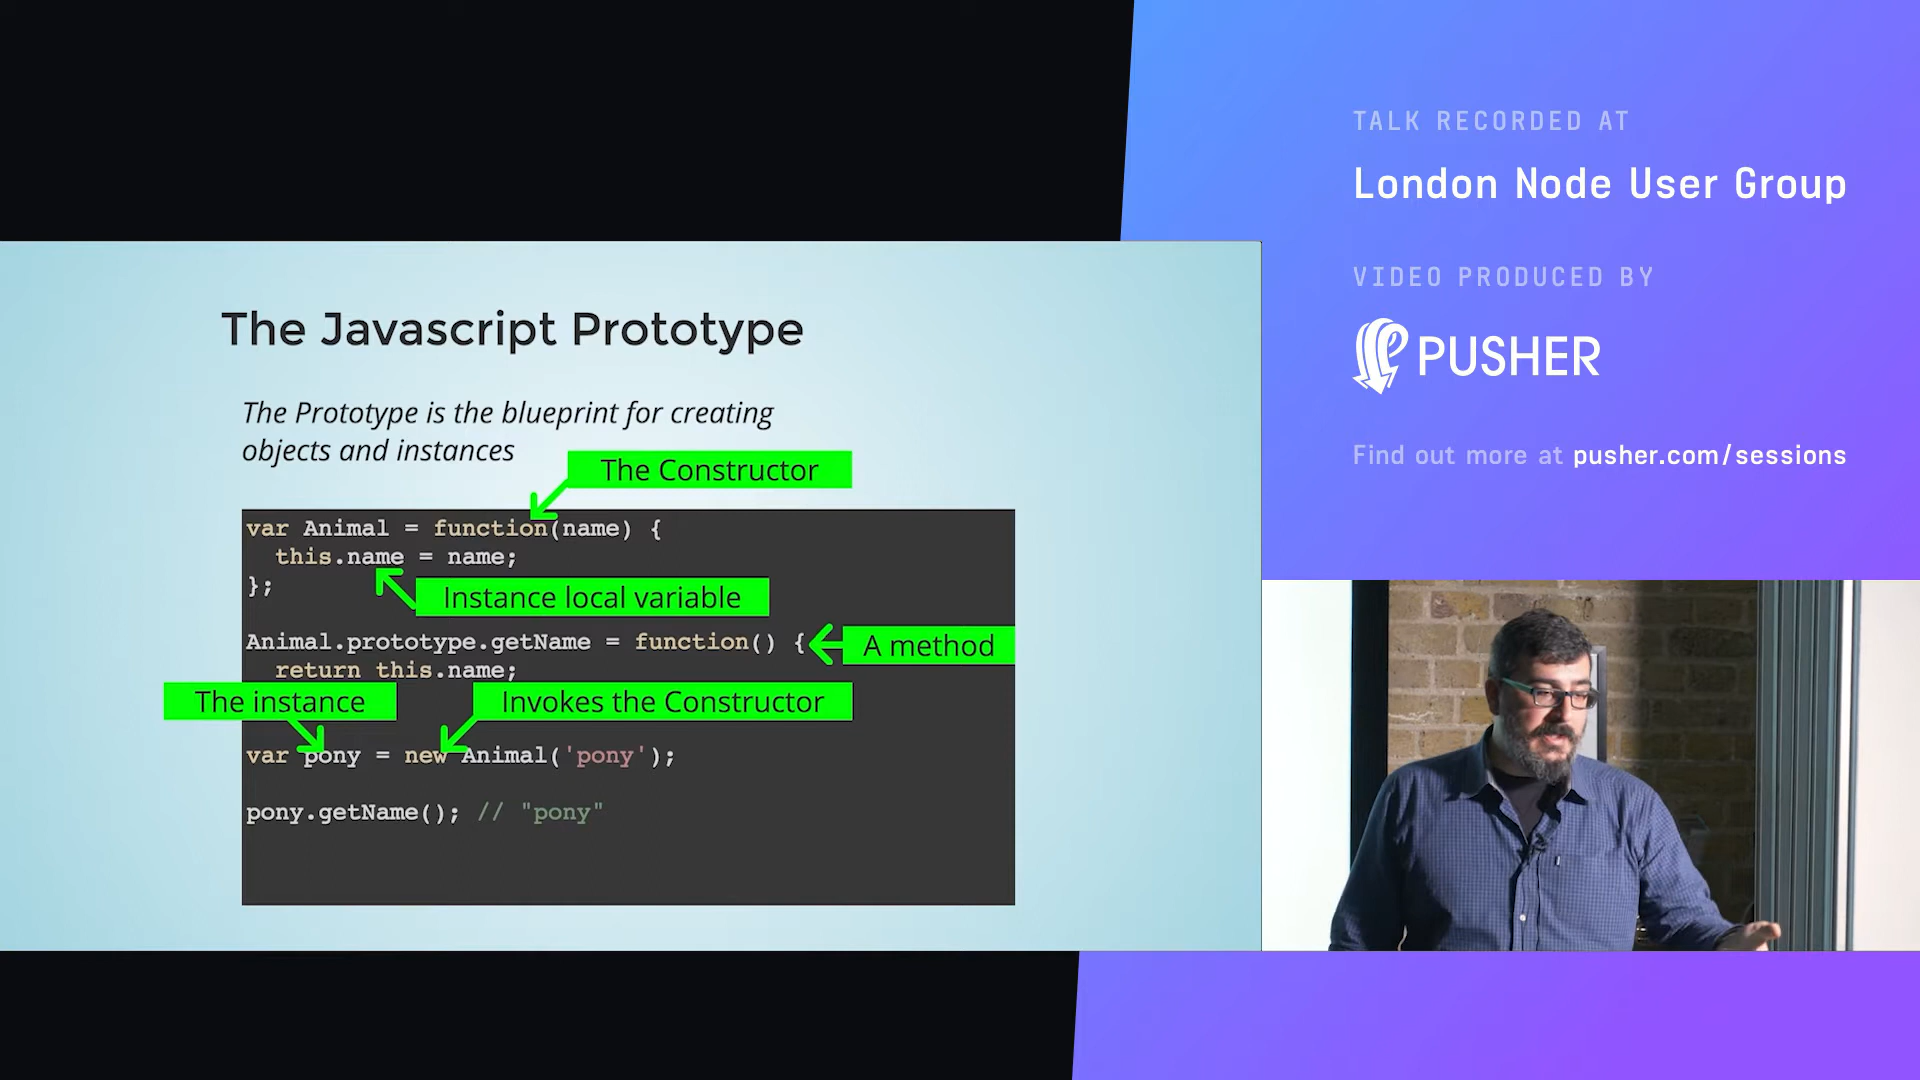 The Javascript Prototype
The Prototype is the blueprint for creating
objects and instances
The Constructor
var Animal = function(name) {
this.name = name;
};
Instance local variable
Animal.prototype.getName = function() {
A method
return this.name;
The instance
Invokes the Constructor
var pony = new Animal('pony');
pony.getName(); // "pony"
TALK RECORDED AT
London Node User Group
VIDEO PRODUCED BY
PUSHER
Find out more at pusher.com/sessions